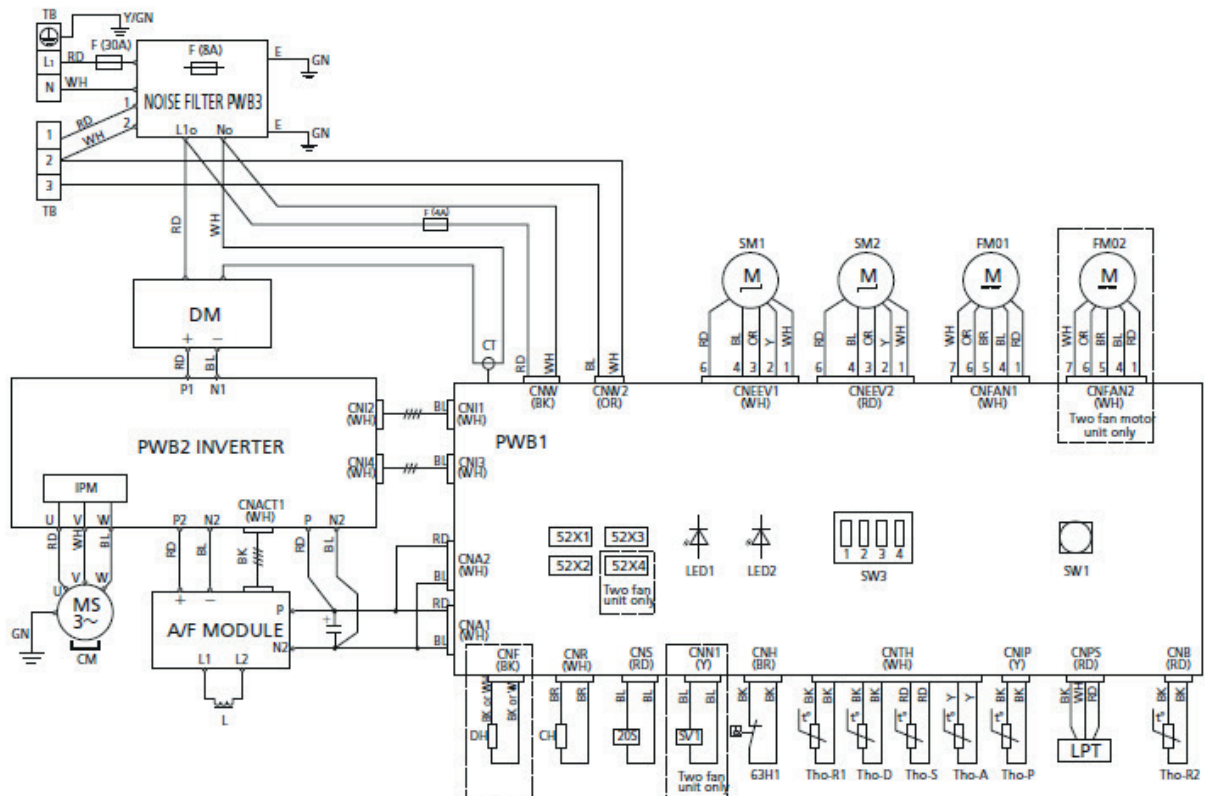 TB
Y/GN
L1
RD
F (30A)
N
WH
F (8A)
NOISE FILTER PWB3
E
GN
E
GN
1
2
RD
WH
L1o
No
1
2
3
TB
RD
WH
F (4A)
DM
+
−
RD
BL
P1
N1
CT
RD
WH
BL
WH
SM1
M
RD
BL
OR
Y
WH
6
4
3
2
1
SM2
M
RD
BL
OR
Y
WH
6
4
3
2
1
FM01
M
WH
OR
BR
BL
RD
7
6
5
4
1
FM02
M
WH
OR
BR
BL
RD
7
6
5
4
1
CNW
(BK)
CNW2
(OR)
CNEEV1
(WH)
CNEEV2
(RD)
CNFAN1
(WH)
CNFAN2
(WH)
Two fan motor
unit only
PWB2 INVERTER
CNI2
(WH)
BL
CNI1
(WH)
CNI4
(WH)
BL
CNI3
(WH)
PWB1
IPM
U
V
W
P2
N2
CNACT1
(WH)
P
N2
RD
WH
BL
RD
BL
BK
RD
BL
U
V
W
MS
3~
CM
GN
+
−
A/F MODULE
P
N2
L1
L2
L
+
RD
BL
CNA2
(WH)
RD
BL
CNA1
(WH)
52X1
52X3
52X2
52X4
Two fan
unit only
LED1
LED2
1
2
3
4
SW3
SW1
CNF
(BK)
CNR
(WH)
CNS
(RD)
CNN1
(Y)
CNH
(BR)
CNTH
(WH)
CNIP
(Y)
CNPS
(RD)
CNB
(RD)
BK or WH
BK or W
BR
BR
BL
BL
BL
BL
BK
BK
BK
BK
BK
BK
RD
RD
Y
Y
BK
BK
BK
WH
RD
BK
BK
DH
CH
20S
SV1
Two fan
unit only
63H1
t°
t°
t°
t°
t°
t°
Tho-R1
Tho-D
Tho-S
Tho-A
Tho-P
LPT
Tho-R2